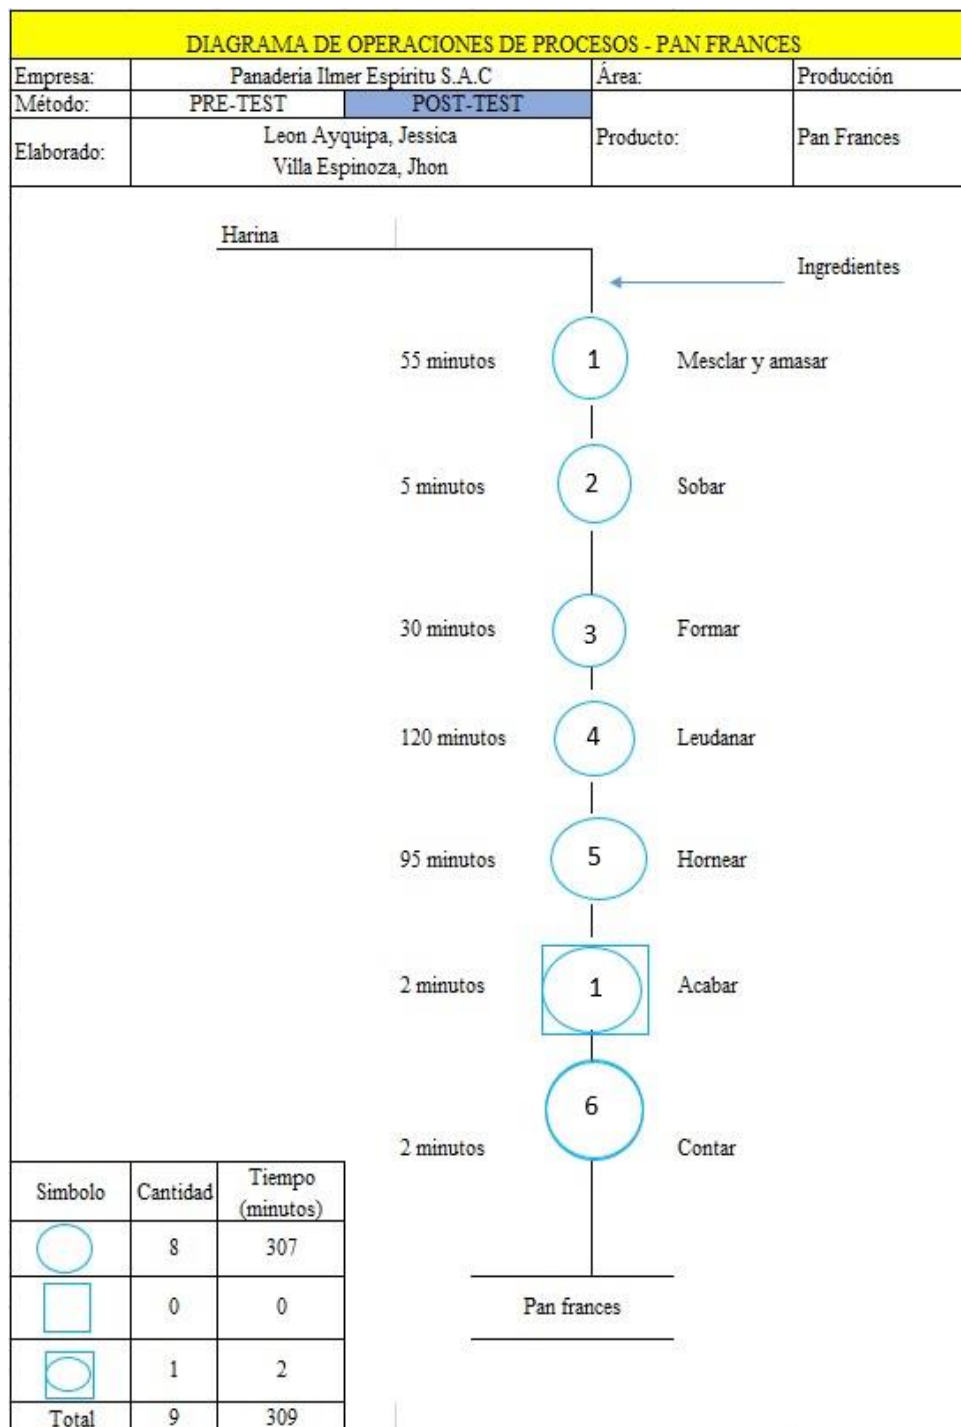 DIAGRAMA DE OPERACIONES DE PROCESOS - PAN FRANCES
Empresa: Panaderia Ilmer Espiritu S.A.C Área: Producción
Método: PRE-TEST POST-TEST
Elaborado: Leon Ayquipa, Jessica
Villa Espinoza, Jhon
Producto: Pan Frances
Harina
Ingredientes
55 minutos 1 Mesclar y amasar
5 minutos 2 Sobar
30 minutos 3 Formar
120 minutos 4 Leudanar
95 minutos 5 Hornear
2 minutos 1 Acabar
6
2 minutos Contar
Simbolo Cantidad Tiempo
(minutos)
8 307
0 0
1 2
Total 9 309
Pan frances